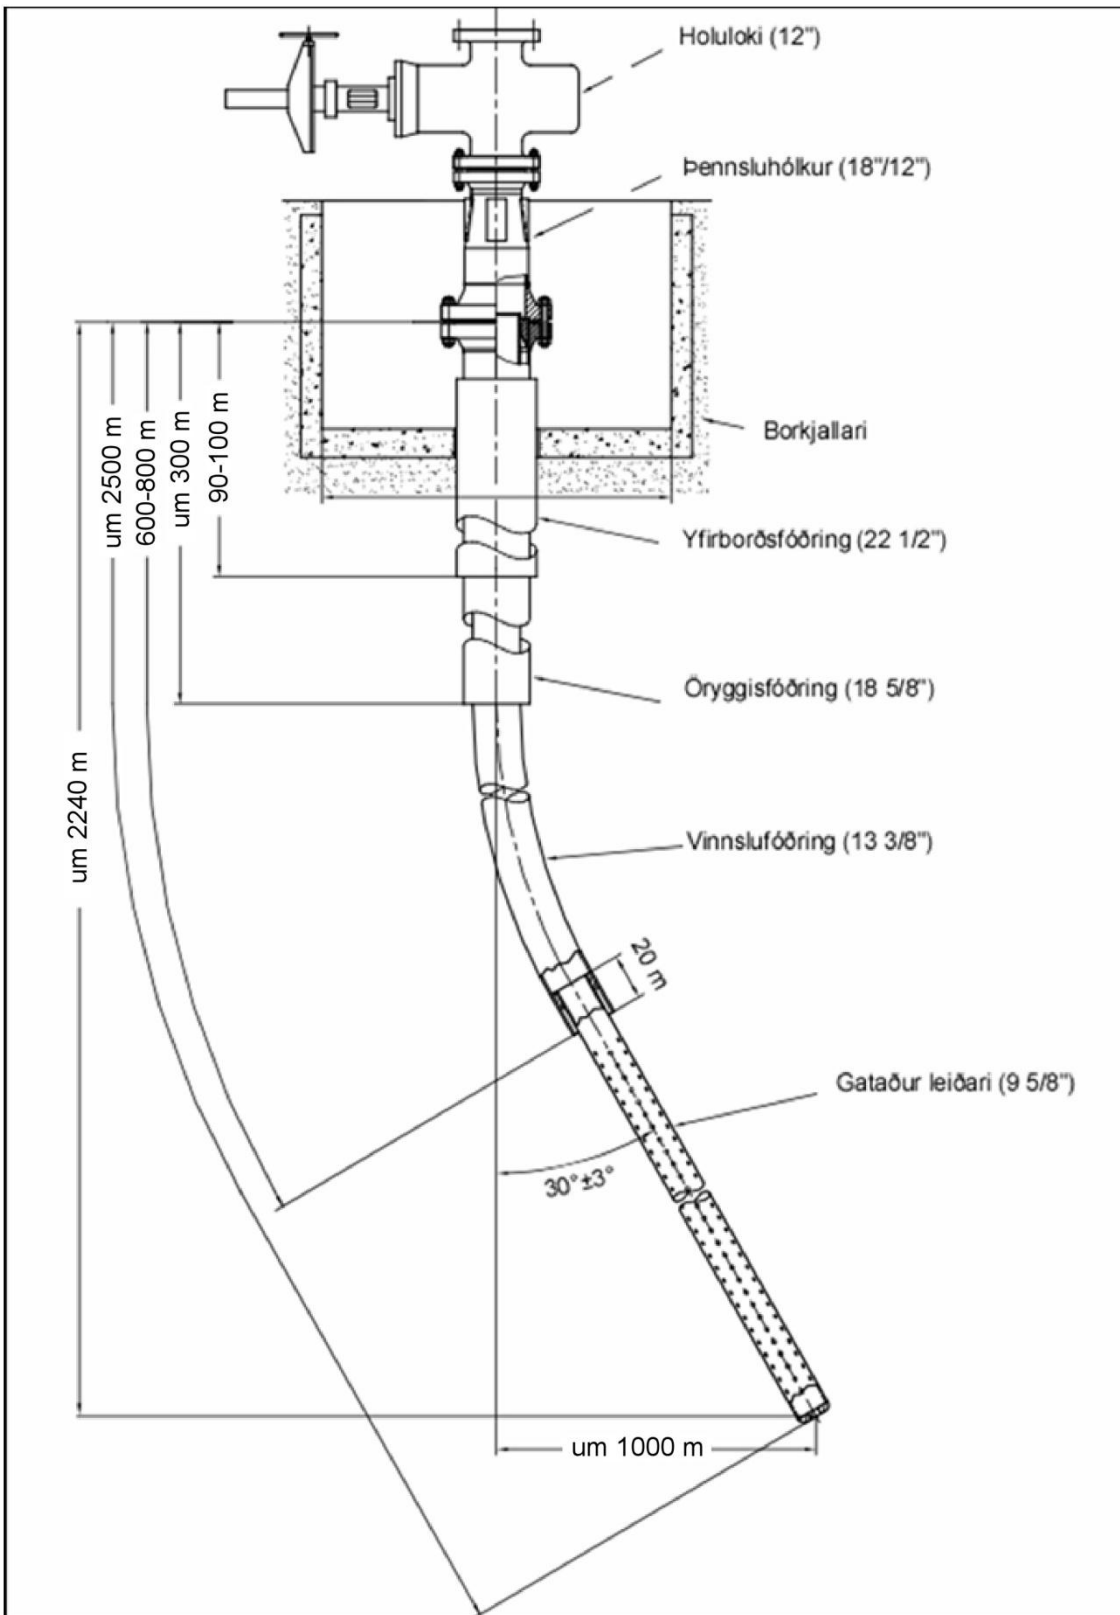 Holuloki (12")
Þennsluhólkur (18"/12")
Borkjallari
um 2500 m
600-800 m
um 300 m
90-100 m
Yfirborðsfóðring (22 1/2")
Öryggisfóðring (18 5/8")
um 2240 m
Vinnslufóðring (13 3/8")
20 m
Gataður leiðari (9 5/8")
30°±3°
um 1000 m